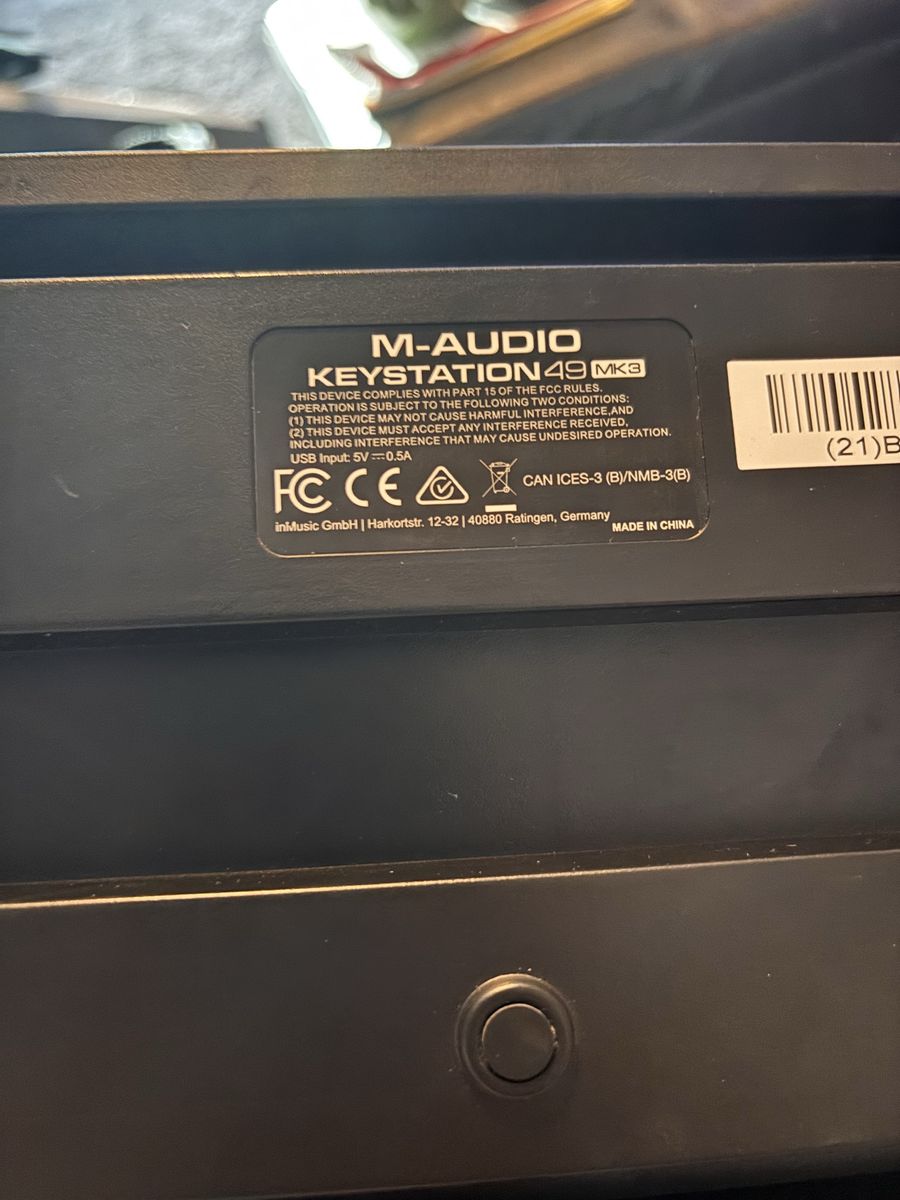 M-AUDIO
KEYSTATION 49 MK3
THIS DEVICE COMPLIES WITH PART 15 OF THE FCC RULES.
OPERATION IS SUBJECT TO THE FOLLOWING TWO CONDITIONS:
(1) THIS DEVICE MAY NOT CAUSE HARMFUL INTERFERENCE,AND
(2) THIS DEVICE MUST ACCEPT ANY INTERFERENCE RECEIVED,
INCLUDING INTERFERENCE THAT MAY CAUSE UNDESIRED OPERATION.
USB Input: 5V ⎓ 0.5A
FC CE CAN ICES-3 (B)/NMB-3(B)
inMusic GmbH | Harkortstr. 12-32 | 40880 Ratingen, Germany
MADE IN CHINA
(21)B